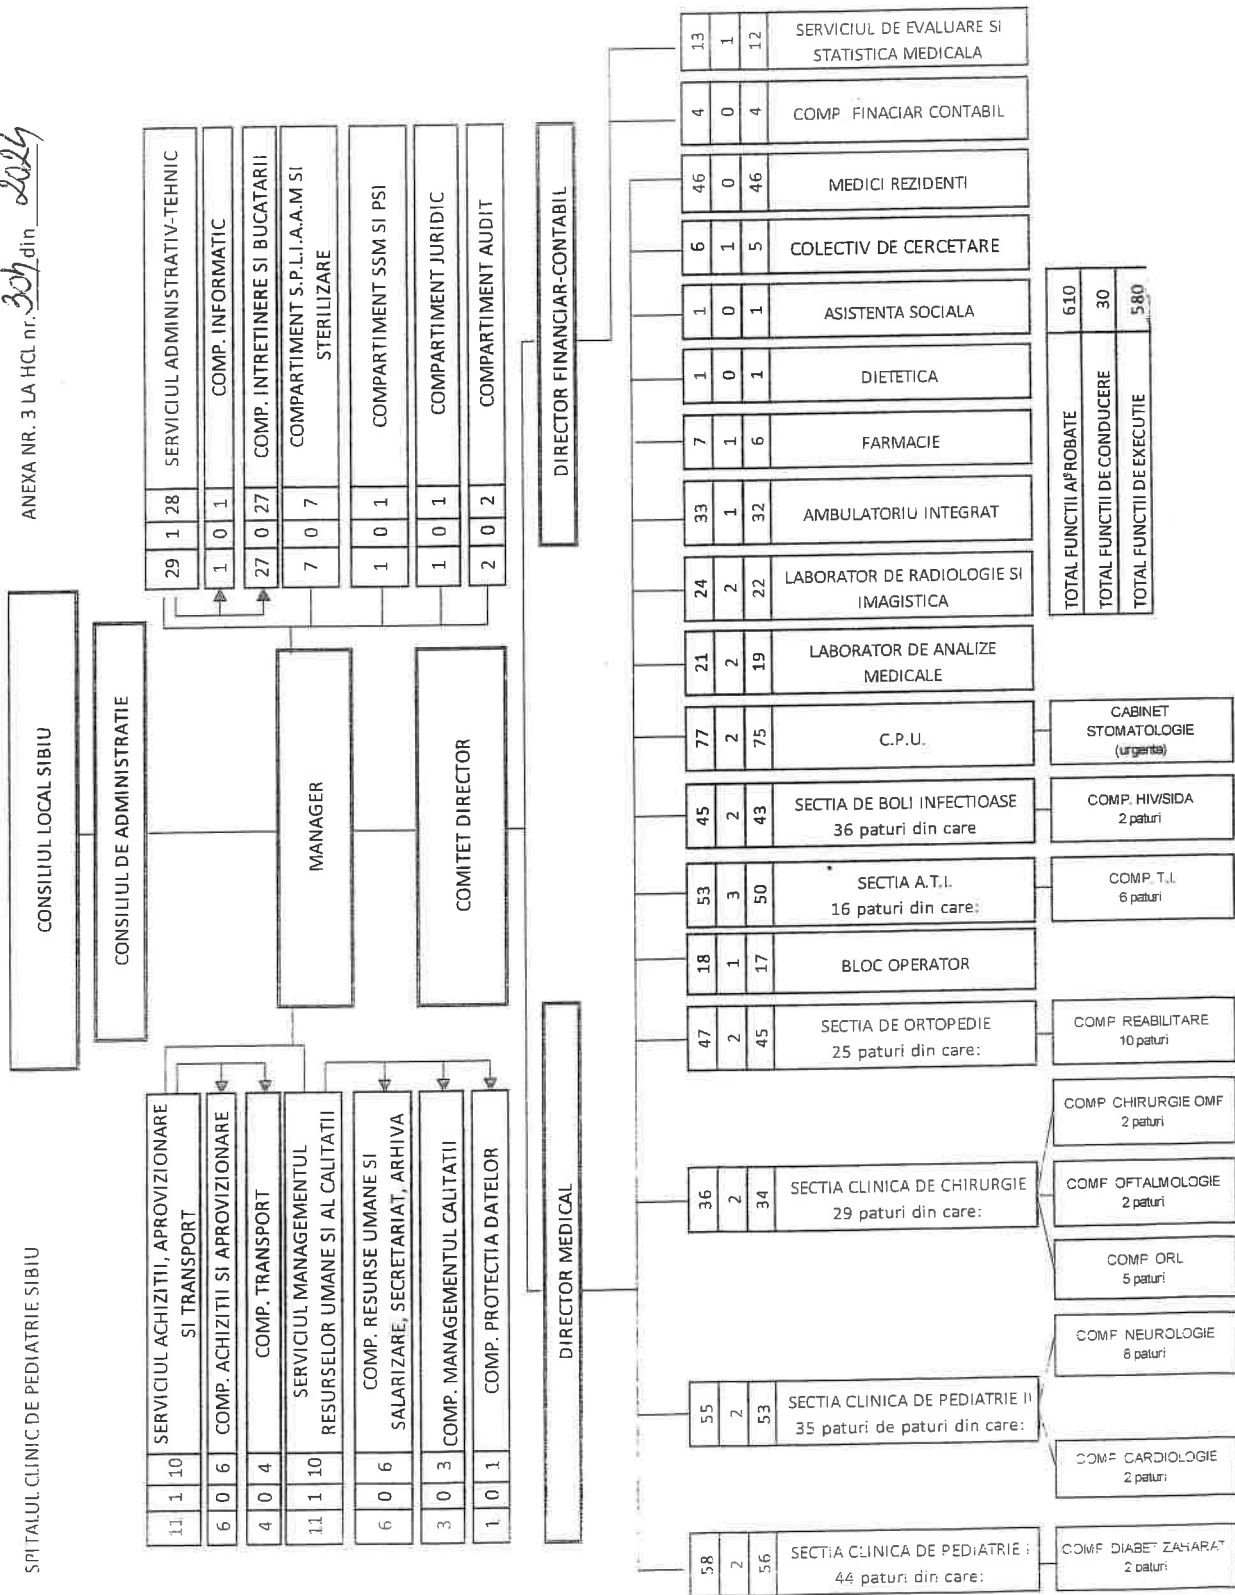 SPITALUL CLINIC DE PEDIATRIE SIBIU
ANEXA NR. 3 LA HCL nr. din 2024
CONSILIUL LOCAL SIBIU
CONSILIUL DE ADMINISTRATIE
MANAGER
COMITET DIRECTOR
11 1 10 SERVICIUL ACHIZITII, APROVIZIONARE
SI TRANSPORT
6 0 6 COMP. ACHIZITII SI APROVIZIONARE
4 0 4 COMP. TRANSPORT
11 1 10 SERVICIUL MANAGEMENTUL
RESURSELOR UMANE SI AL CALITATII
6 0 6 COMP. RESURSE UMANE SI
SALARIZARE, SECRETARIAT, ARHIVA
3 0 3 COMP. MANAGEMENTUL CALITATII
1 0 1 COMP. PROTECTIA DATELOR
29 1 28 SERVICIUL ADMINISTRATIV-TEHNIC
1 0 1 COMP. INFORMATIC
27 0 27 COMP. INTRETINERE SI BUCATARII
7 0 7 COMPARTIMENT S.P.L.I.A.A.M SI
STERILIZARE
1 0 1 COMPARTIMENT SSM SI PSI
1 0 1 COMPARTIMENT JURIDIC
2 0 2 COMPARTIMENT AUDIT
DIRECTOR MEDICAL
DIRECTOR FINANCIAR-CONTABIL
58 2 56
SECTIA CLINICA DE PEDIATRIE I
44 paturi din care:
COMP DIABET ZAHARAT
2 paturi
55 2 53
SECTIA CLINICA DE PEDIATRIE II
35 paturi de paturi din care:
COMP CARDIOLOGIE
2 paturi
COMP NEUROLOGIE
8 paturi
36 2 34
SECTIA CLINICA DE CHIRURGIE
29 paturi din care:
COMP ORL
5 paturi
COMP OFTALMOLOGIE
2 paturi
COMP CHIRURGIE OMF
2 paturi
47 2 45
SECTIA DE ORTOPEDIE
25 paturi din care:
COMP REABILITARE
10 paturi
18 1 17
BLOC OPERATOR
53 3 50
SECTIA A.T.I.
16 paturi din care:
COMP. T.I.
6 paturi
45 2 43
SECTIA DE BOLI INFECTIOASE
36 paturi din care
COMP. HIV/SIDA
2 paturi
77 2 75
C.P.U.
CABINET
STOMATOLOGIE
(urgenta)
21 2 19
LABORATOR DE ANALIZE
MEDICALE
24 2 22
LABORATOR DE RADIOLOGIE SI
IMAGISTICA
33 1 32
AMBULATORIU INTEGRAT
7 1 6
FARMACIE
1 0 1
DIETETICA
1 0 1
ASISTENTA SOCIALA
6 1 5
COLECTIV DE CERCETARE
46 0 46
MEDICI REZIDENTI
4 0 4
COMP FINACIAR CONTABIL
13 1 12
SERVICIUL DE EVALUARE SI
STATISTICA MEDICALA
TOTAL FUNCTII APROBATE 610
TOTAL FUNCTII DE CONDUCERE 30
TOTAL FUNCTII DE EXECUTIE 580